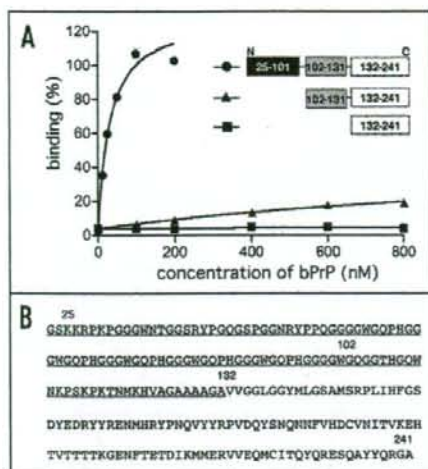 A
120
100
80
60
40
20
0
binding (%)
N C
25-101 102-131 132-241
102-131 132-241
132-241
0 200 400 600 800
concentration of bPrP (nM)
B
25
GSKKRPKPGGGWNTGGSRYPGQGSPGGNRYPPQGGGGWGQPHGG
102
GWGQPHGGGWGQPHGGGWGQPHGGGWGQPHGGGGWGQGGTHGQW
132
NKPSKPKTNMKHVAGAAAAGAVVGGLGGYMLGSAMSRPLIHFGS
DYEDRYYRENMHRYPNQVYYRPVDQYSNQNNFVHDCVNITVKEH
241
TVTTTTKGENFTETDIKMMERVVEQMCITQYQRESQAYYQRGA